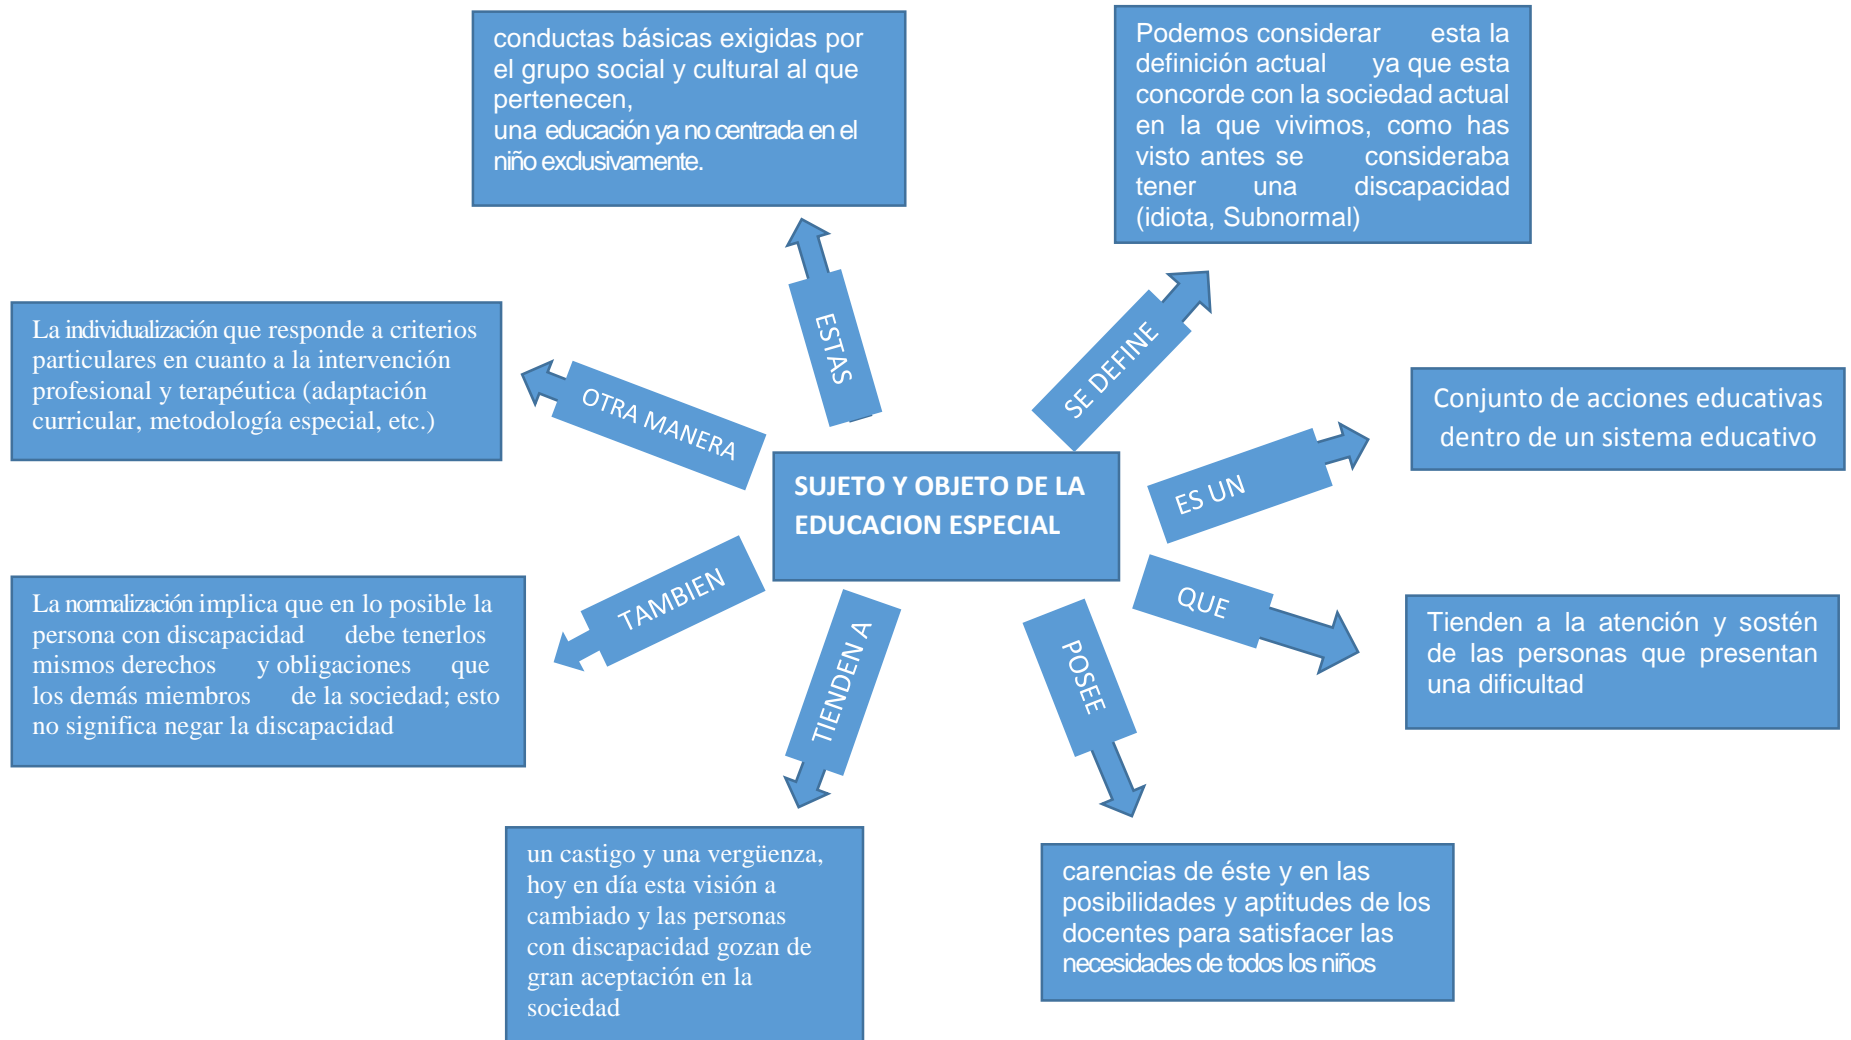 conductas básicas exigidas por
el grupo social y cultural al que
pertenecen,
una educación ya no centrada en el
niño exclusivamente.
Podemos considerar esta la
definición actual ya que esta
concorde con la sociedad actual
en la que vivimos, como has
visto antes se consideraba
tener una discapacidad
(idiota, Subnormal)
ESTAS
SE DEFINE
La individualización que responde a criterios
particulares en cuanto a la intervención
profesional y terapéutica (adaptación
curricular, metodología especial, etc.)
OTRA MANERA
Conjunto de acciones educativas
dentro de un sistema educativo
ES UN
SUJETO Y OBJETO DE LA
EDUCACION ESPECIAL
La normalización implica que en lo posible la
persona con discapacidad debe tenerlos
mismos derechos y obligaciones que
los demás miembros de la sociedad; esto
no significa negar la discapacidad
TAMBIEN
TIENDEN A
POSEE
QUE
Tienden a la atención y sostén
de las personas que presentan
una dificultad
un castigo y una vergüenza,
hoy en día esta visión a
cambiado y las personas
con discapacidad gozan de
gran aceptación en la
sociedad
carencias de éste y en las
posibilidades y aptitudes de los
docentes para satisfacer las
necesidades de todos los niños